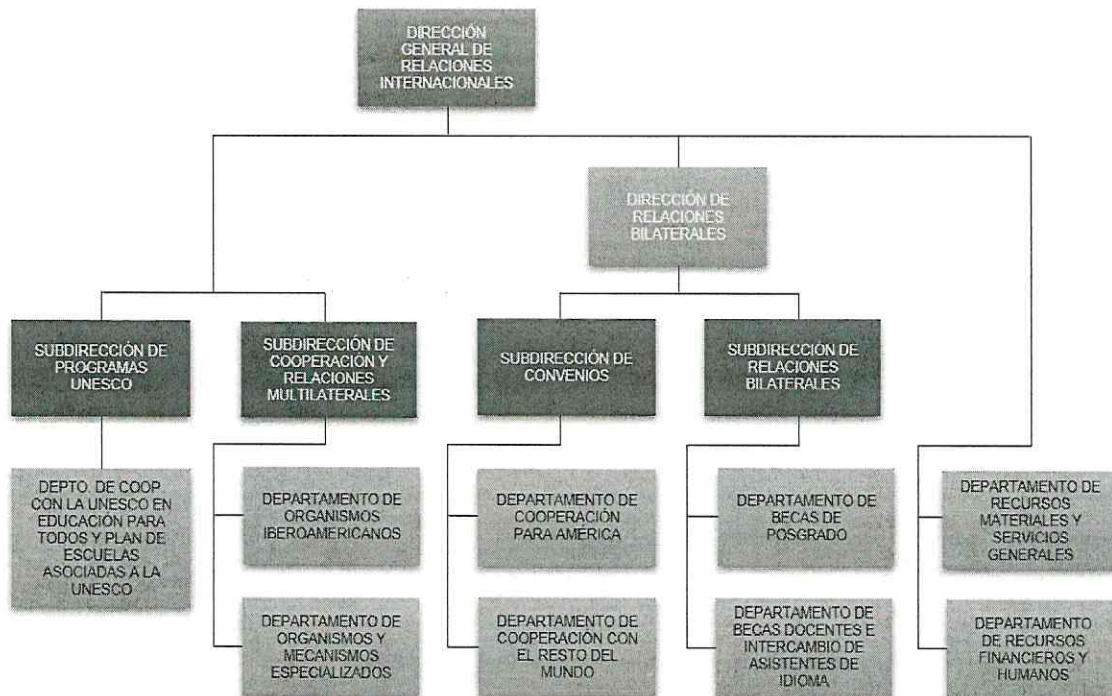 DIRECCIÓN
GENERAL DE
RELACIONES
INTERNACIONALES
DIRECCIÓN DE
RELACIONES
BILATERALES
SUBDIRECCIÓN DE
PROGRAMAS
UNESCO
SUBDIRECCIÓN DE
COOPERACIÓN Y
RELACIONES
MULTILATERALES
SUBDIRECCIÓN DE
CONVENIOS
SUBDIRECCIÓN DE
RELACIONES
BILATERALES
DEPTO. DE COOP
CON LA UNESCO EN
EDUCACIÓN PARA
TODOS Y PLAN DE
ESCUELAS
ASOCIADAS A LA
UNESCO
DEPARTAMENTO DE
ORGANISMOS
IBEROAMERICANOS
DEPARTAMENTO DE
COOPERACIÓN
PARA AMÉRICA
DEPARTAMENTO DE
BECAS DE
POSGRADO
DEPARTAMENTO DE
RECURSOS
MATERIALES Y
SERVICIOS
GENERALES
DEPARTAMENTO DE
ORGANISMOS Y
MECANISMOS
ESPECIALIZADOS
DEPARTAMENTO DE
COOPERACIÓN CON
EL RESTO DEL
MUNDO
DEPARTAMENTO DE
BECAS DOCENTES E
INTERCAMBIO DE
ASISTENTES DE
IDIOMA
DEPARTAMENTO
DE RECURSOS
FINANCIEROS Y
HUMANOS